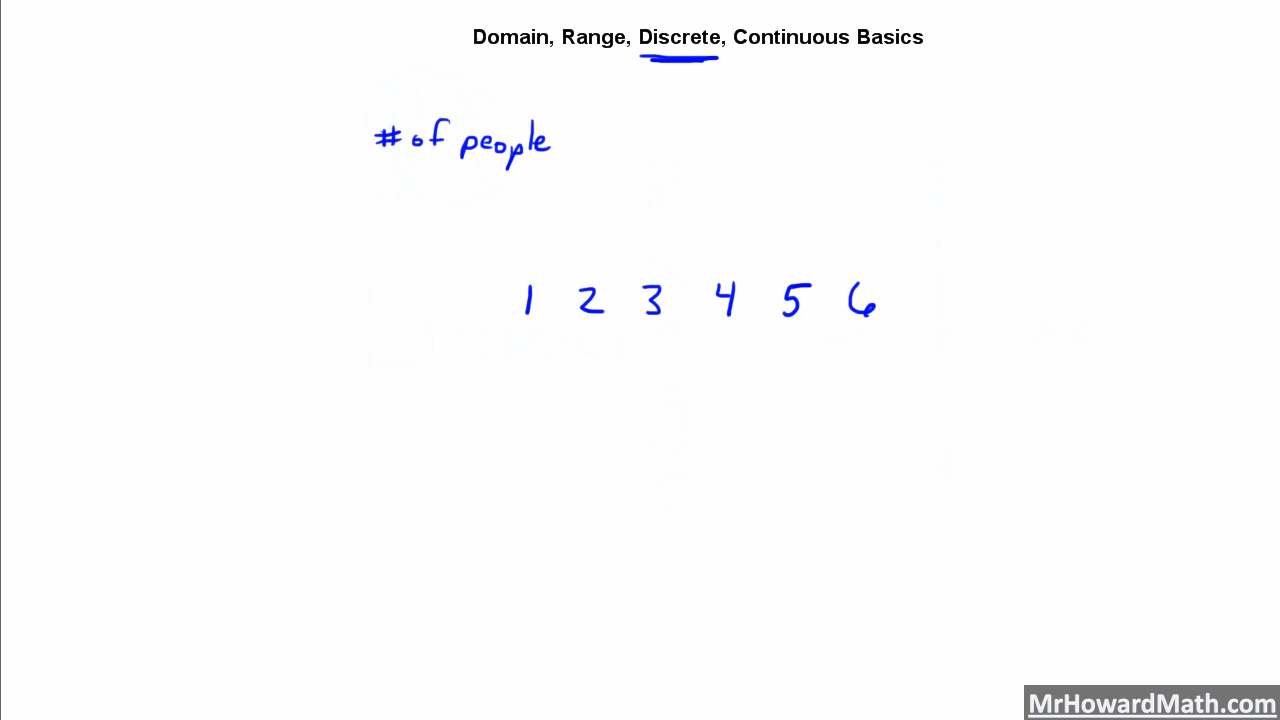 Domain, Range, Discrete, Continuous Basics
# of people
1 2 3 4 5 6
MrHowardMath.com